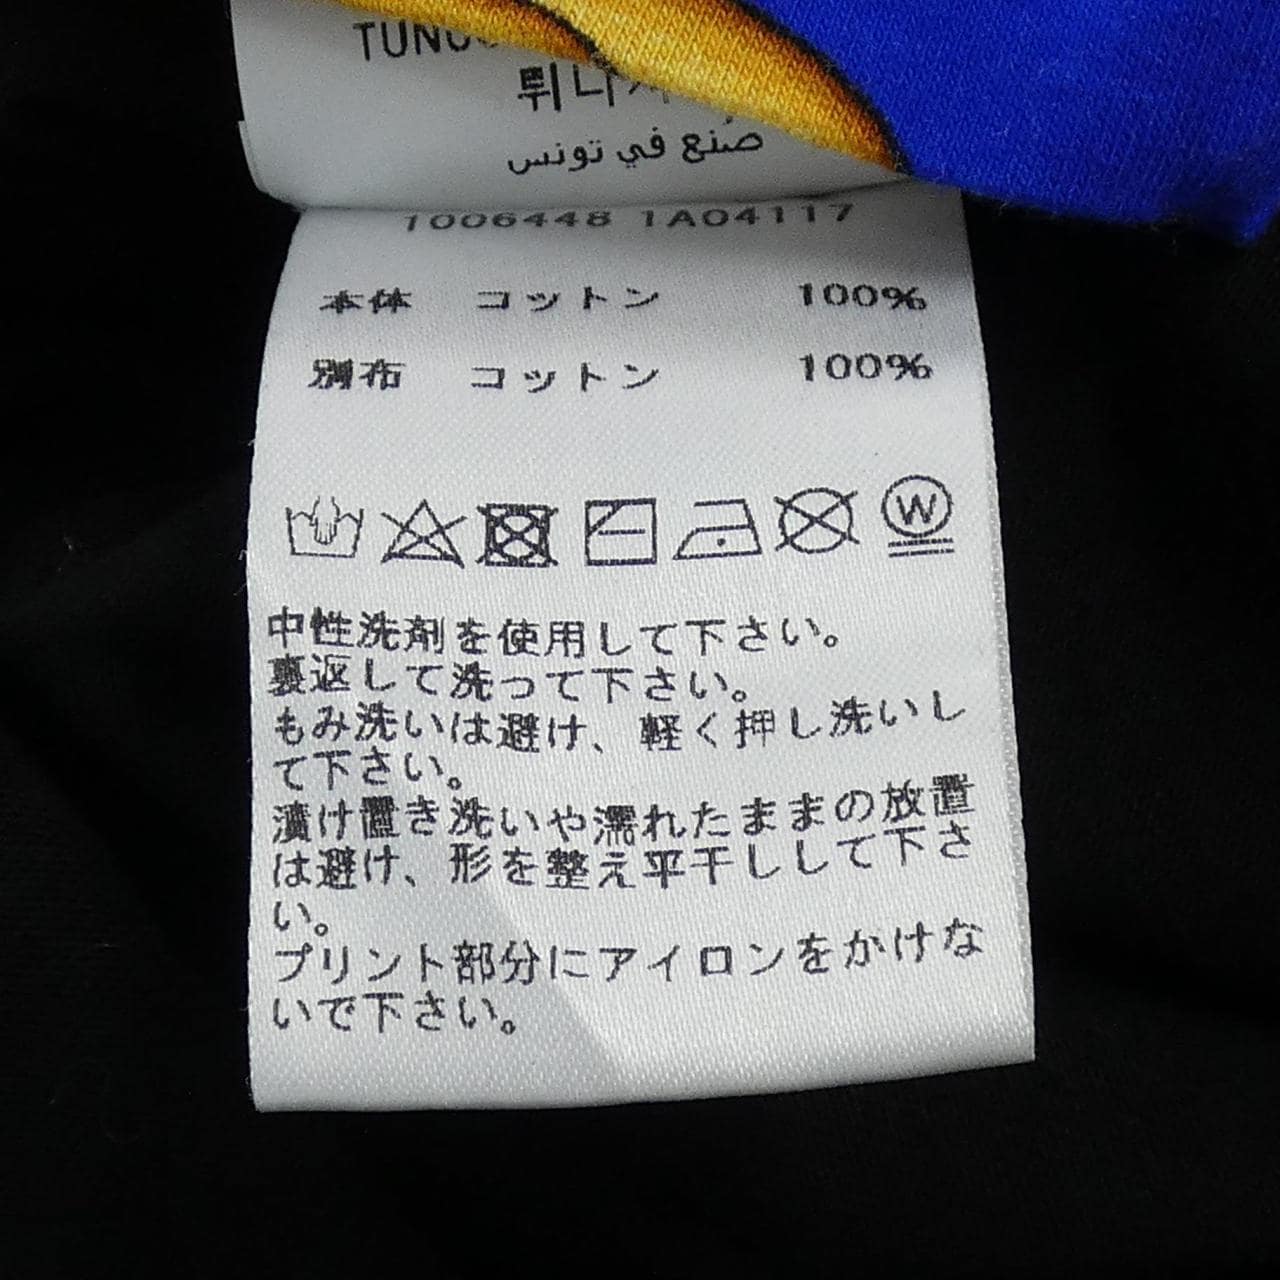 صُنع في تونس
1006448 1A04117
本体 コットン 100%
別布 コットン 100%
W
中性洗剤を使用して下さい。
裏返して洗って下さい。
もみ洗いは避け、軽く押し洗いし
て下さい。
漬け置き洗いや濡れたままの放置
は避け、形を整え平干しして下さ
い。
プリント部分にアイロンをかけな
いで下さい。